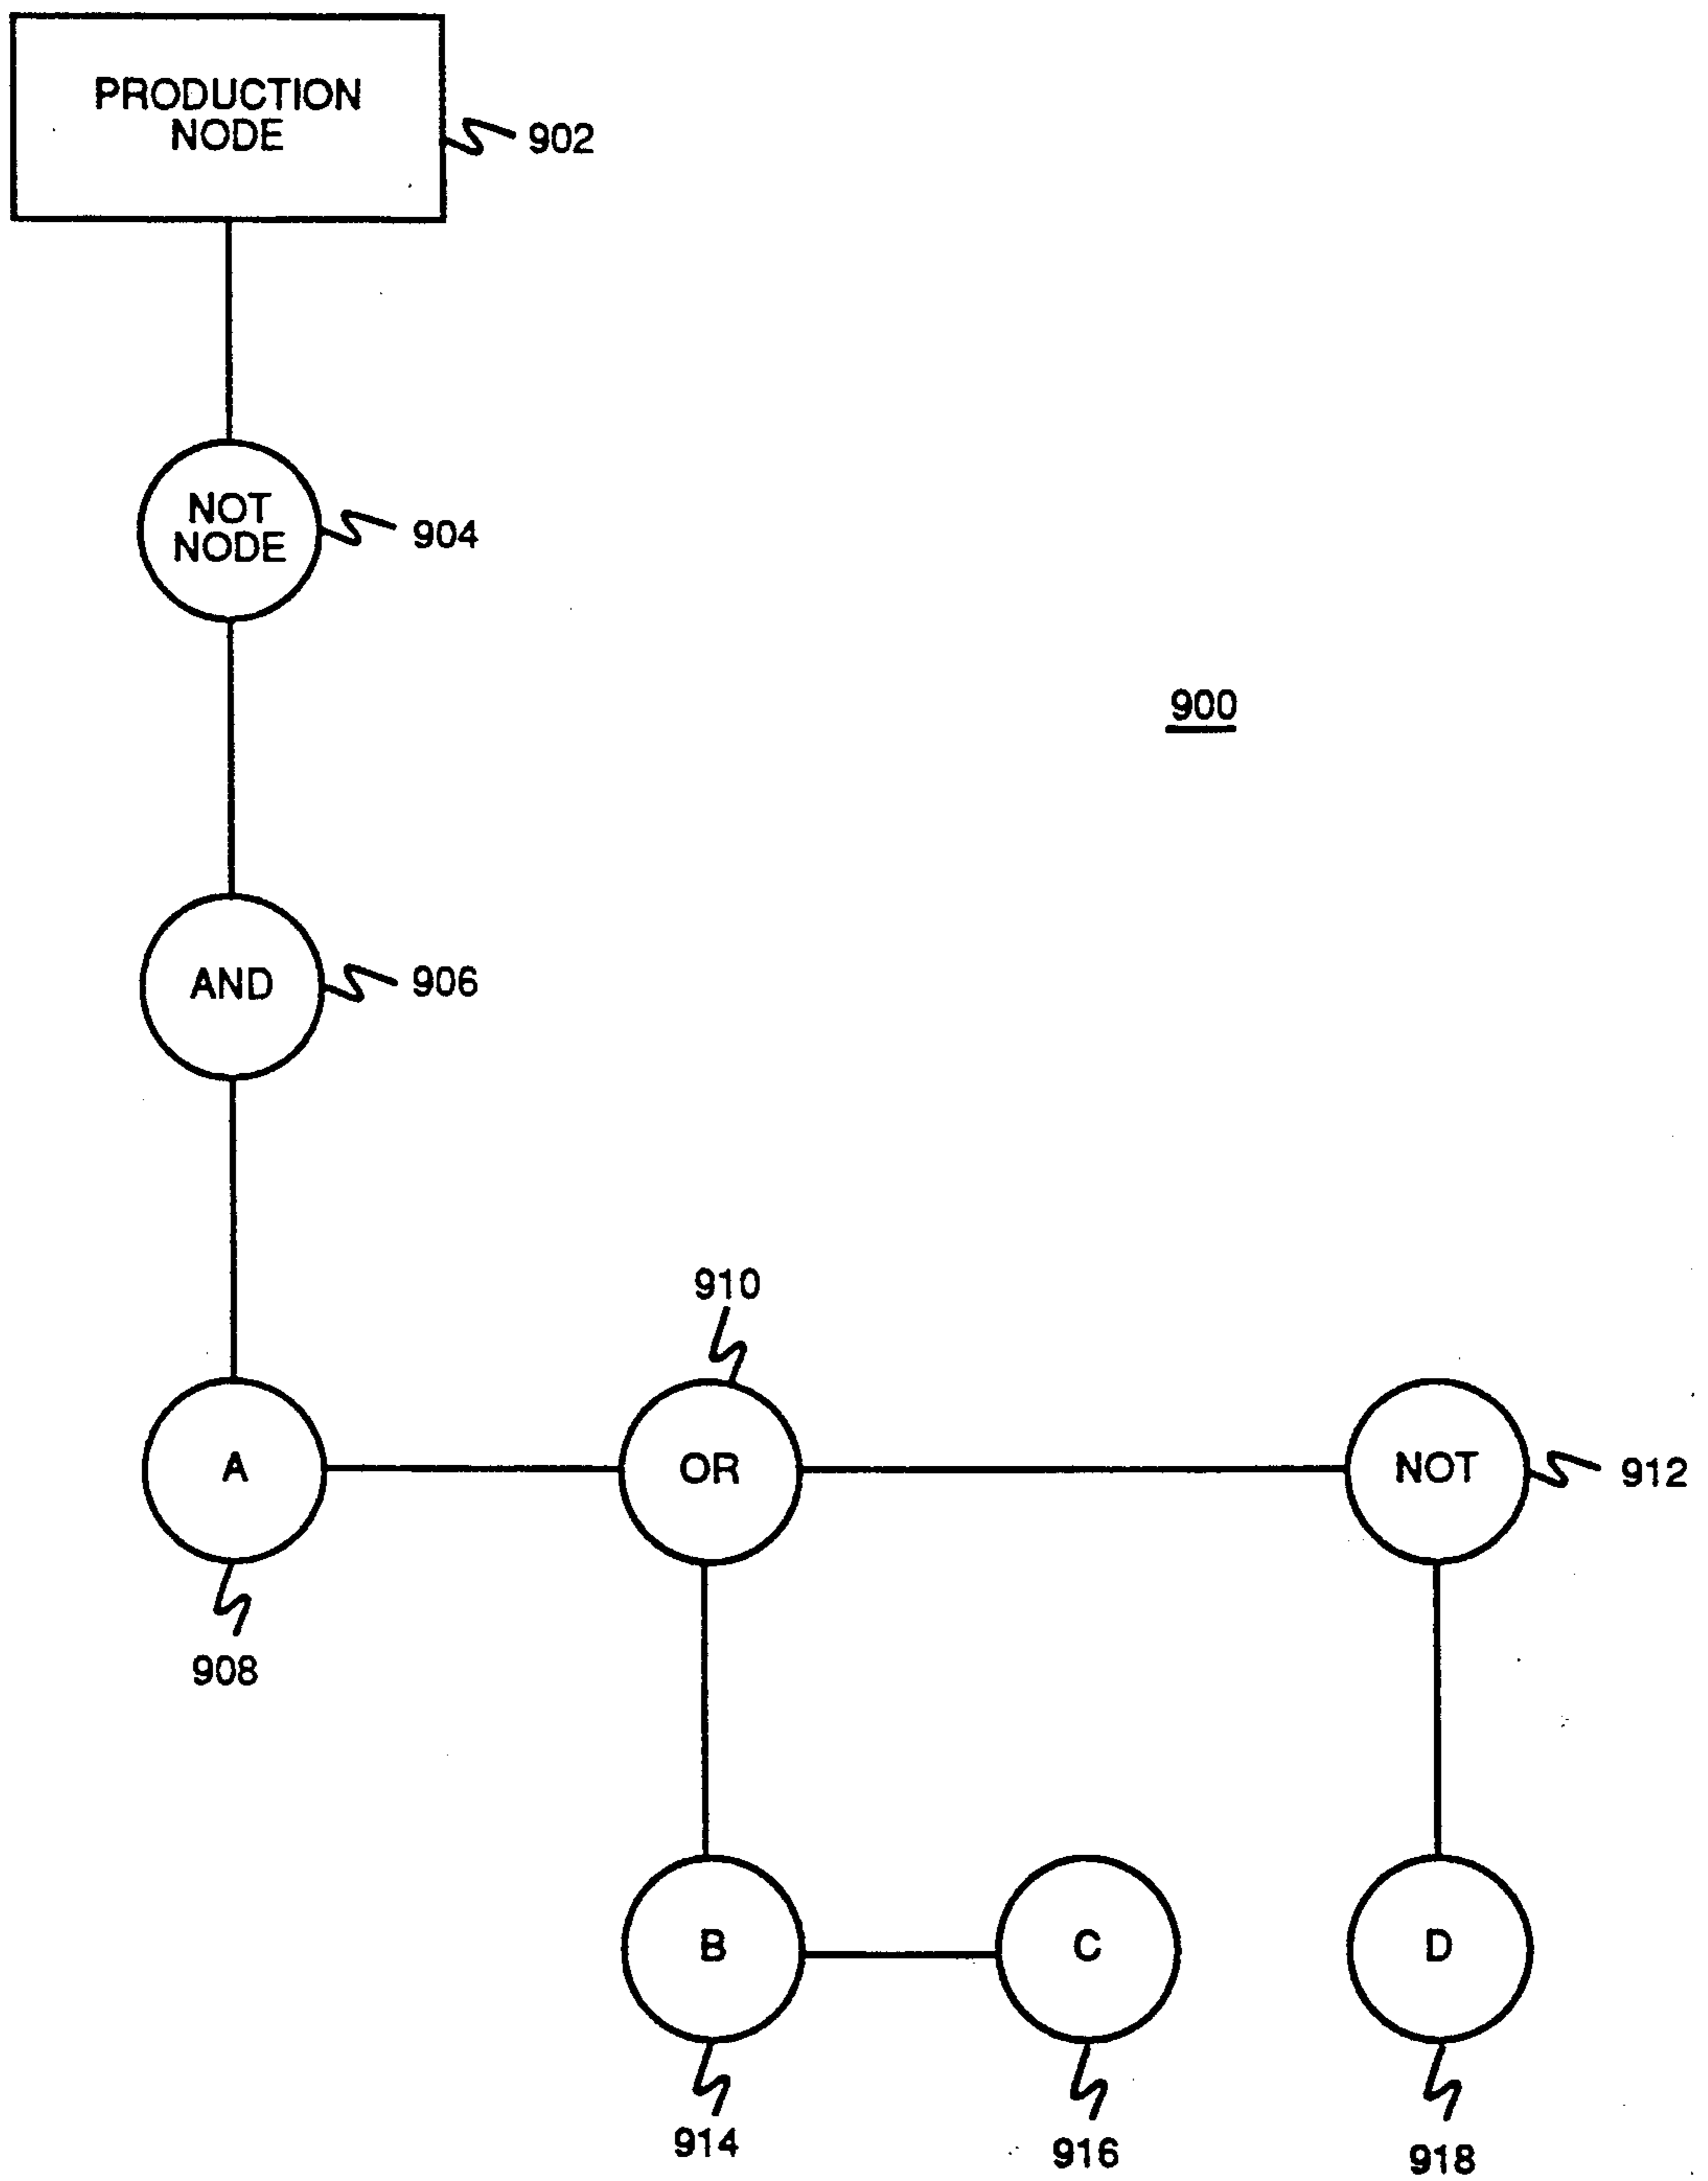 PRODUCTION
NODE
902
NOT
NODE
904
900
AND
906
910
A
OR
NOT
912
908
B
C
D
914
916
918